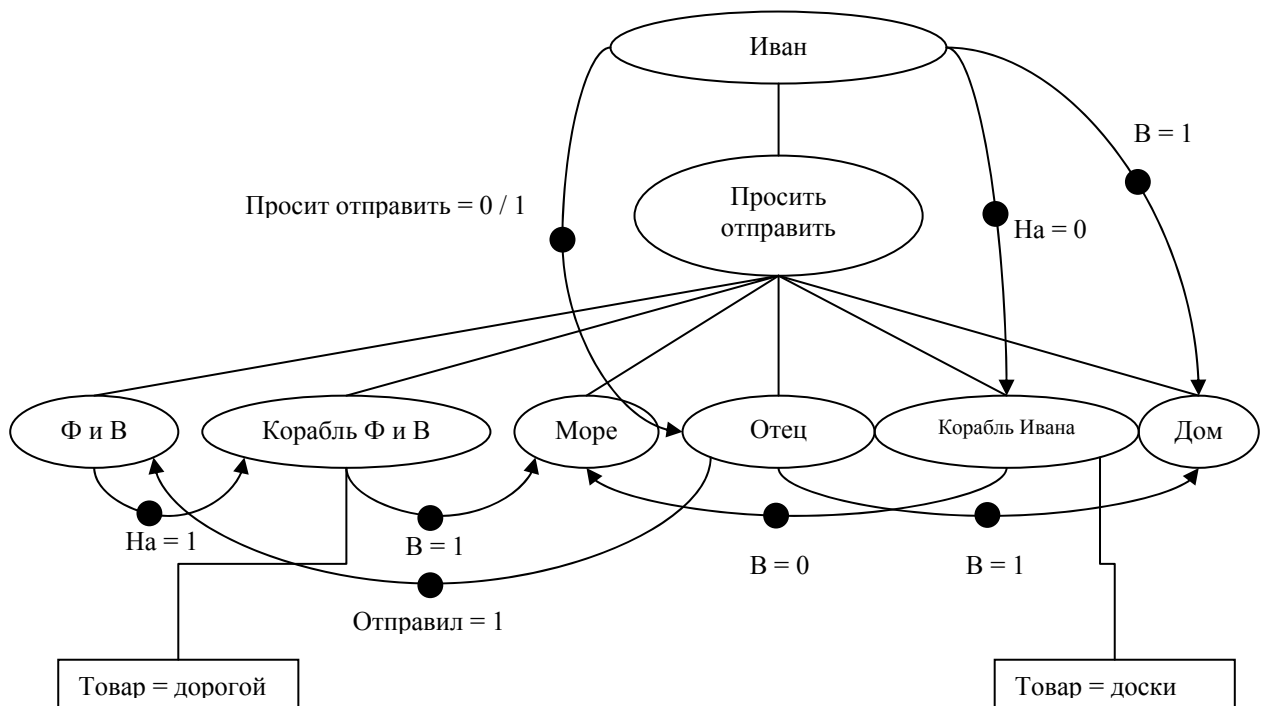 Иван
В = 1
Просить
отправить
Просит отправить = 0 / 1
На = 0
Ф и В
Корабль Ф и В
Море
Отец
Корабль Ивана
Дом
На = 1
В = 1
В = 0
В = 1
Отправил = 1
Товар = дорогой
Товар = доски